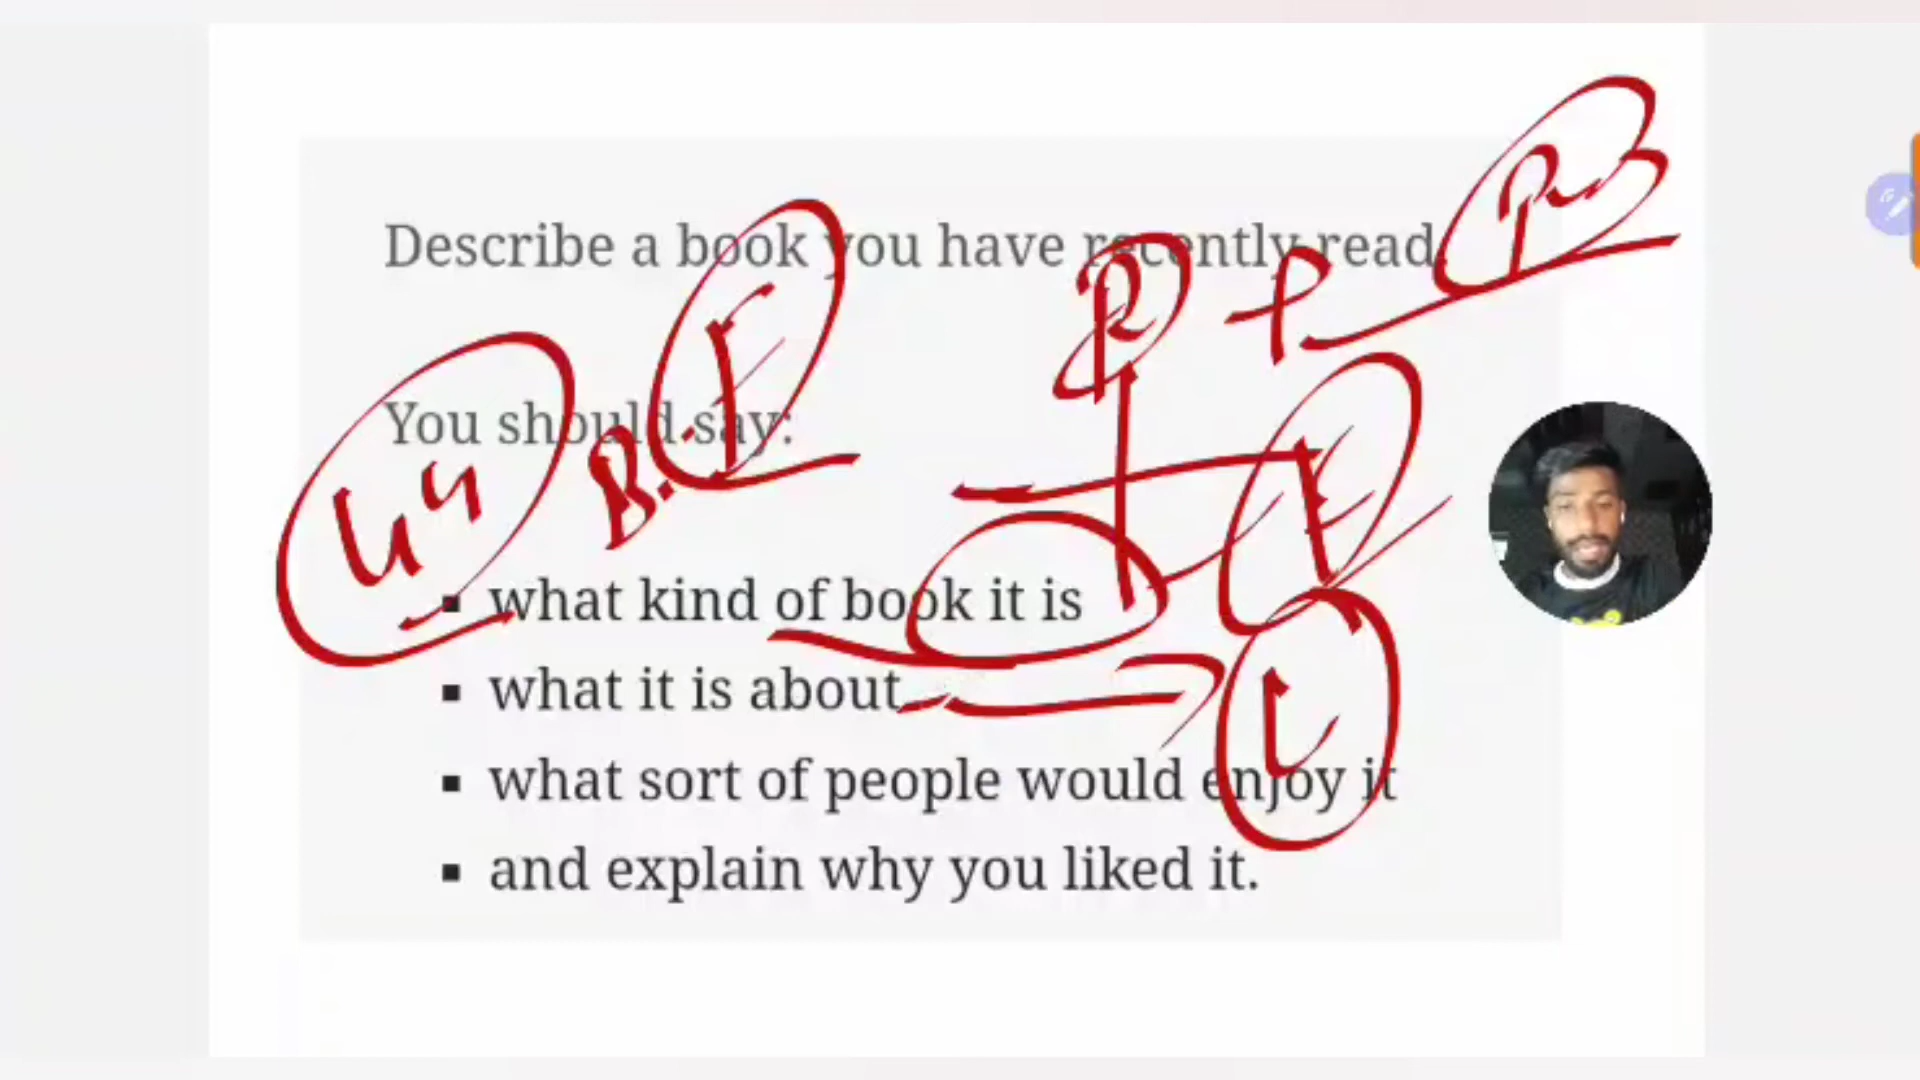 Describe a book you have recently read.
You should say:
▪ what kind of book it is
▪ what it is about
▪ what sort of people would enjoy it
▪ and explain why you liked it.